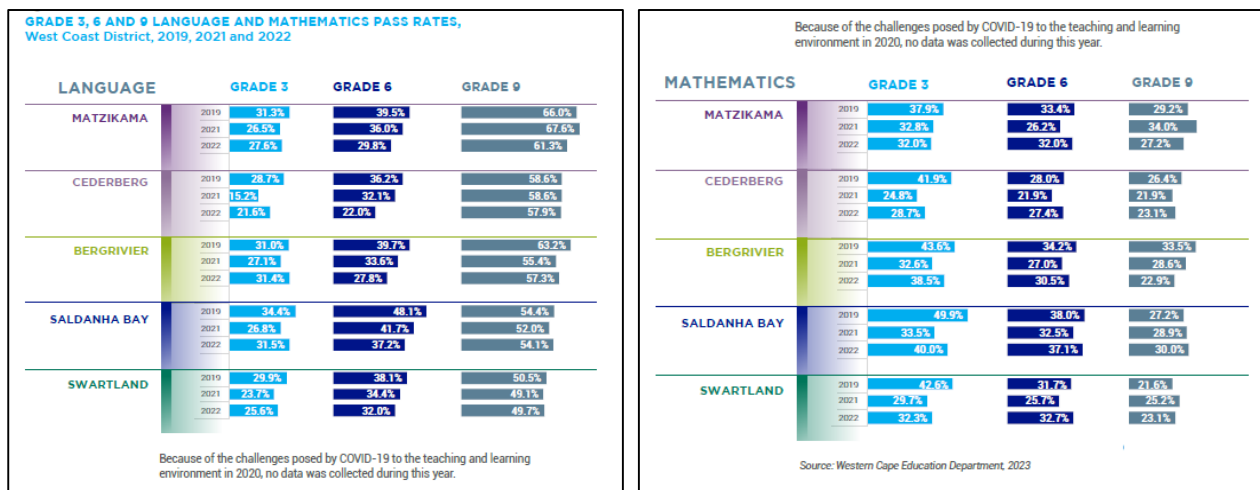 GRADE 3, 6 AND 9 LANGUAGE AND MATHEMATICS PASS RATES,
West Coast District, 2019, 2021 and 2022
LANGUAGE GRADE 3 GRADE 6 GRADE 9
MATZIKAMA 2019 31.3% 39.5% 66.0%
2021 26.5% 36.0% 67.6%
2022 27.6% 29.8% 61.3%
CEDERBERG 2019 28.7% 36.2% 58.6%
2021 15.2% 32.1% 58.6%
2022 21.6% 22.0% 57.9%
BERGRIVIER 2019 31.0% 39.7% 63.2%
2021 27.1% 33.6% 55.4%
2022 31.4% 27.8% 57.3%
SALDANHA BAY 2019 34.4% 48.1% 54.4%
2021 26.8% 41.7% 52.0%
2022 31.5% 37.2% 54.1%
SWARTLAND 2019 29.9% 38.1% 50.5%
2021 23.7% 34.4% 49.1%
2022 25.6% 32.0% 49.7%
Because of the challenges posed by COVID-19 to the teaching and learning
environment in 2020, no data was collected during this year.
Because of the challenges posed by COVID-19 to the teaching and learning
environment in 2020, no data was collected during this year.
MATHEMATICS GRADE 3 GRADE 6 GRADE 9
MATZIKAMA 2019 37.9% 33.4% 29.2%
2021 32.8% 26.2% 34.0%
2022 32.0% 32.0% 27.2%
CEDERBERG 2019 41.9% 28.0% 26.4%
2021 24.8% 21.9% 21.9%
2022 28.7% 27.4% 23.1%
BERGRIVIER 2019 43.6% 34.2% 33.5%
2021 32.6% 27.0% 28.6%
2022 38.5% 30.5% 22.9%
SALDANHA BAY 2019 49.9% 38.0% 27.2%
2021 33.5% 32.5% 28.9%
2022 40.0% 37.1% 30.0%
SWARTLAND 2019 42.6% 31.7% 21.6%
2021 29.7% 25.7% 25.2%
2022 32.3% 32.7% 23.1%
Source: Western Cape Education Department, 2023